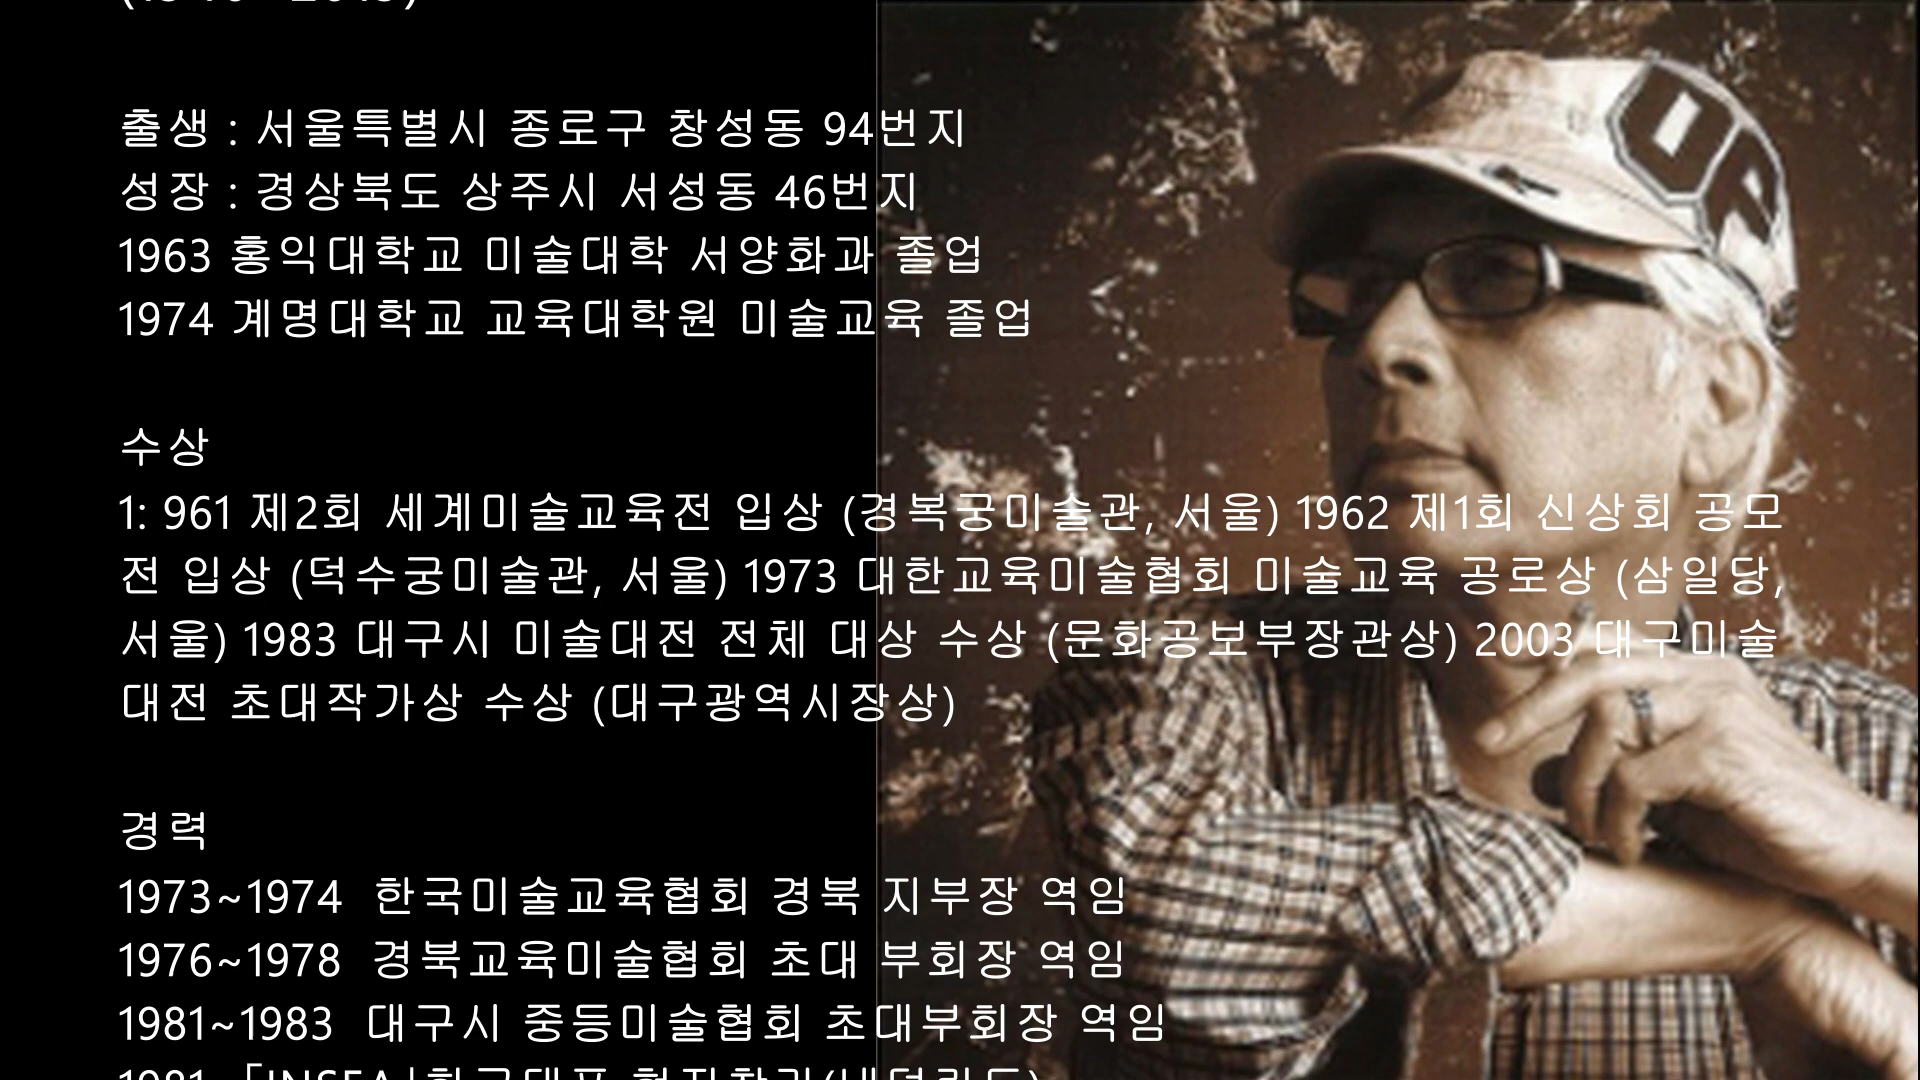 출생 : 서울특별시 종로구 창성동 94번지
성장 : 경상북도 상주시 서성동 46번지
1963 홍익대학교 미술대학 서양화과 졸업
1974 계명대학교 교육대학원 미술교육 졸업
수상
1: 961 제2회 세계미술교육전 입상 (경복궁미술관, 서울) 1962 제1회 신상회 공모
전 입상 (덕수궁미술관, 서울) 1973 대한교육미술협회 미술교육 공로상 (삼일당,
서울) 1983 대구시 미술대전 전체 대상 수상 (문화공보부장관상) 2003 대구미술
대전 초대작가상 수상 (대구광역시장상)
경력
1973~1974 한국미술교육협회 경북 지부장 역임
1976~1978 경북교육미술협회 초대 부회장 역임
1981~1983 대구시 중등미술협회 초대부회장 역임
1981 「INSEA」한국대표